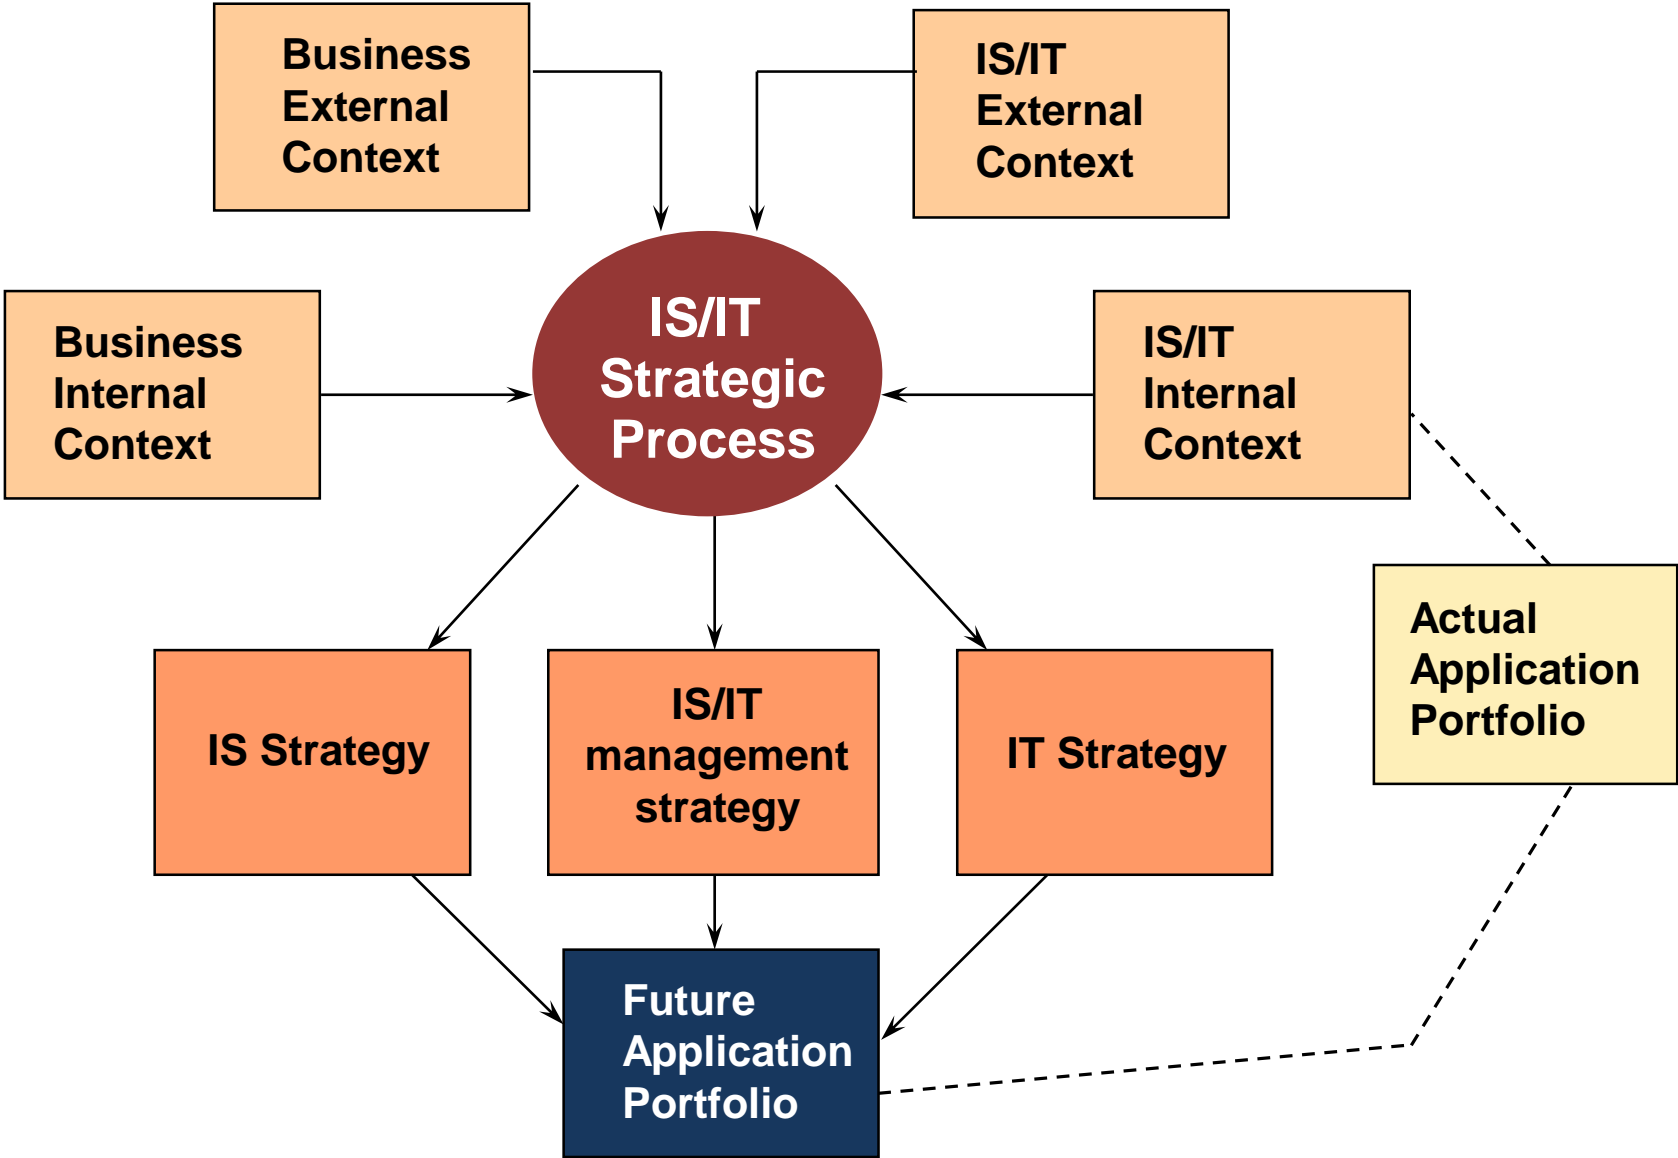 Business
External
Context
IS/IT
External
Context
Business
Internal
Context
IS/IT
Strategic
Process
IS/IT
Internal
Context
Actual
Application
Portfolio
IS Strategy
IS/IT
management
strategy
IT Strategy
Future
Application
Portfolio